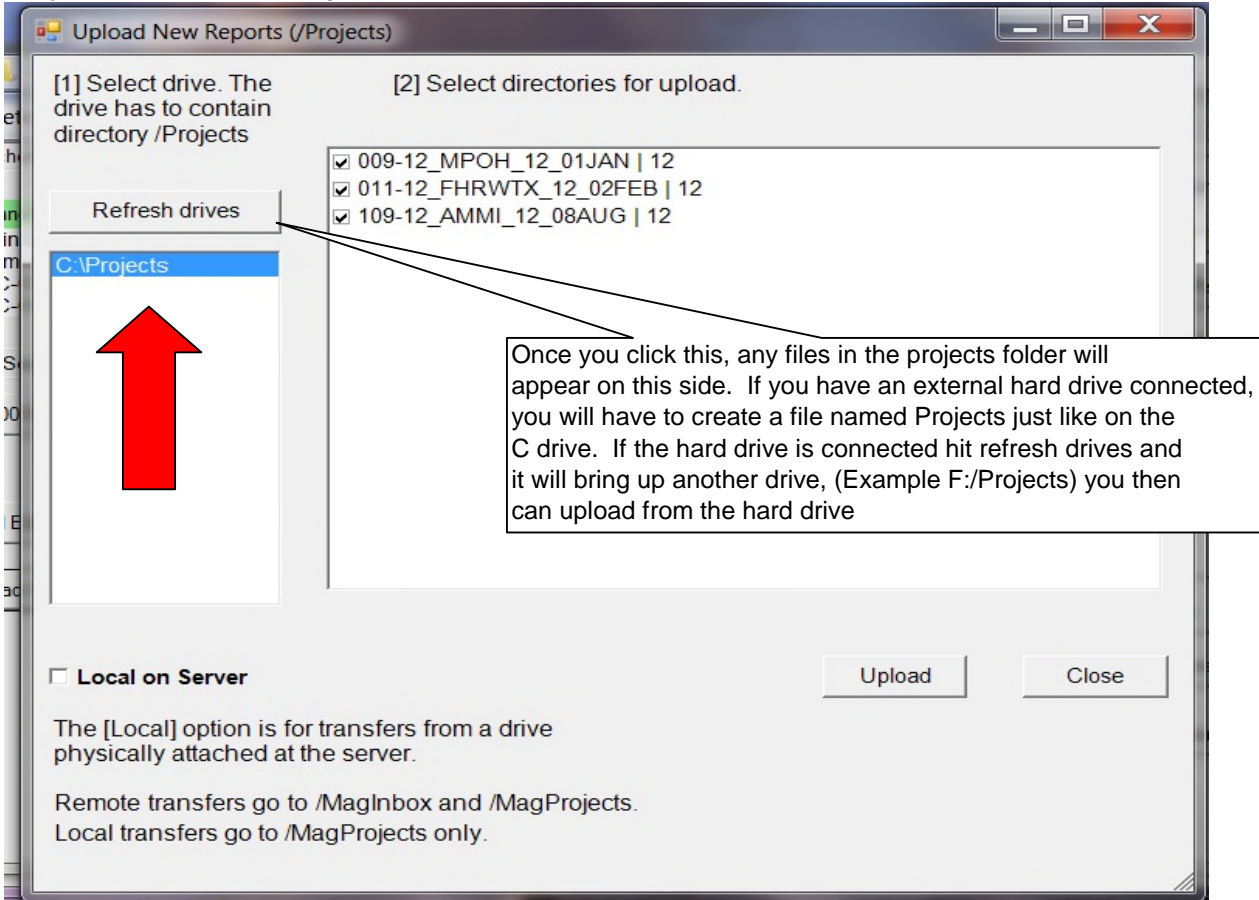 Upload New Reports (/Projects)
[1] Select drive. The
drive has to contain
directory /Projects
[2] Select directories for upload.
Refresh drives
C:\Projects
009-12_MPOH_12_01JAN | 12
011-12_FHRWTX_12_02FEB | 12
109-12_AMMI_12_08AUG | 12
Once you click this, any files in the projects folder will
appear on this side. If you have an external hard drive connected,
you will have to create a file named Projects just like on the
C drive. If the hard drive is connected hit refresh drives and
it will bring up another drive, (Example F:/Projects) you then
can upload from the hard drive
Local on Server
Upload
Close
The [Local] option is for transfers from a drive
physically attached at the server.
Remote transfers go to /MagInbox and /MagProjects.
Local transfers go to /MagProjects only.